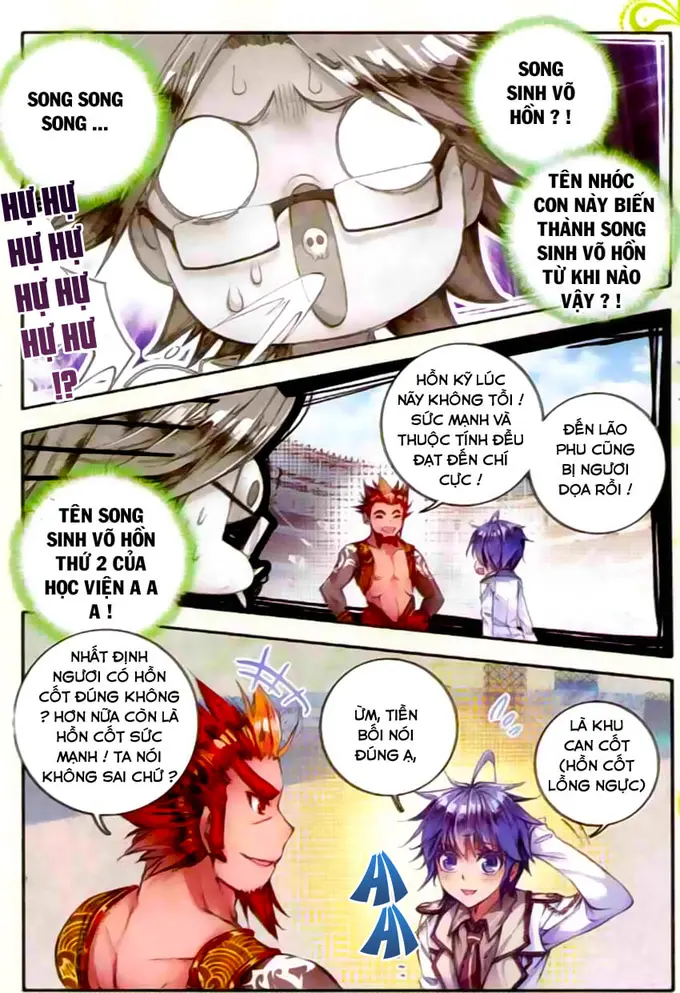 SONG SONG
SONG ...
SONG
SINH VÕ
HỒN ? !
TÊN NHÓC
CON NÀY BIẾN
THÀNH SONG
SINH VÕ HỒN
TỪ KHI NÀO
VẬY ? !
HỰ HỰ
HỰ HỰ
HỰ HỰ
HỰ HỰ
!?
HỒN KỸ LÚC
NÃY KHÔNG TỒI !
SỨC MẠNH VÀ
THUỘC TÍNH ĐỀU
ĐẠT ĐẾN CHÍ
CỰC !
ĐẾN LÃO
PHU CŨNG
BỊ NGƯƠI
DỌA RỒI !
TÊN SONG
SINH VÕ HỒN
THỨ 2 CỦA
HỌC VIỆN A A
A !
NHẤT ĐỊNH
NGƯƠI CÓ HỒN
CỐT ĐÚNG KHÔNG
? HƠN NỮA CÒN LÀ
HỒN CỐT SỨC
MẠNH ! TA NÓI
KHÔNG SAI CHỨ ?
ỪM, TIỀN
BỐI NÓI
ĐÚNG Ạ,
LÀ KHU
CAN CỐT
(HỒN CỐT
LỒNG NGỰC)
HI
HI